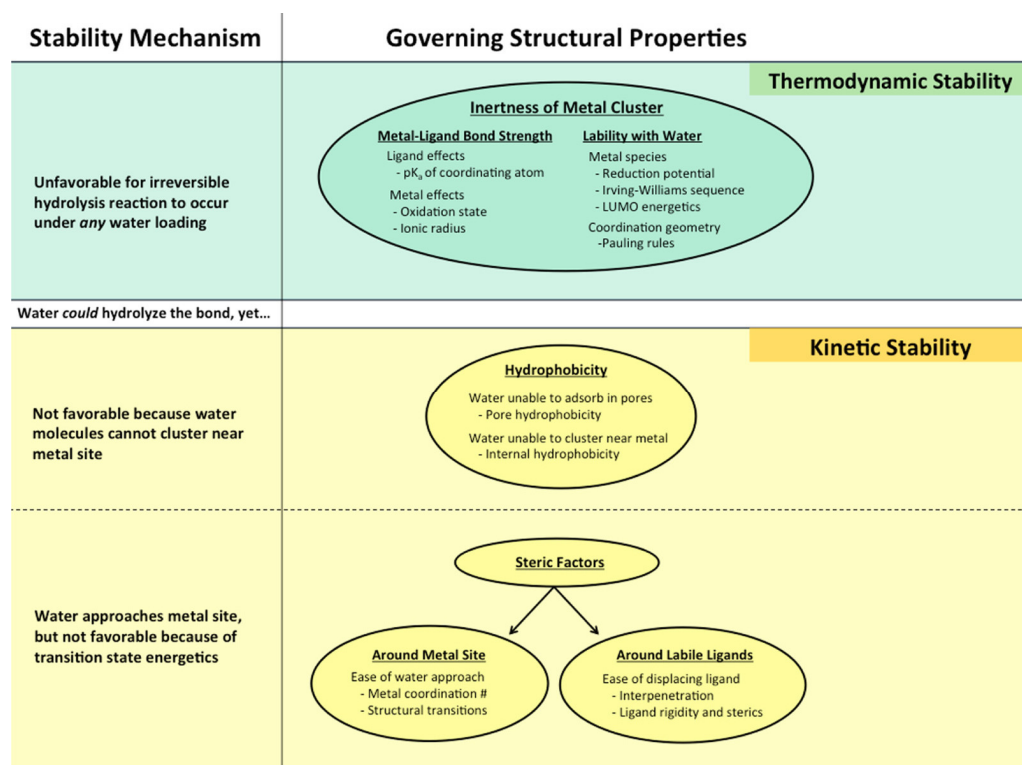 Stability Mechanism
Governing Structural Properties
Thermodynamic Stability
Unfavorable for irreversible
hydrolysis reaction to occur
under any water loading
Inertness of Metal Cluster
Metal-Ligand Bond Strength
Ligand effects
- pKa of coordinating atom
Metal effects
- Oxidation state
- Ionic radius
Lability with Water
Metal species
- Reduction potential
- Irving-Williams sequence
- LUMO energetics
Coordination geometry
-Pauling rules
Water could hydrolyze the bond, yet…
Kinetic Stability
Not favorable because water
molecules cannot cluster near
metal site
Hydrophobicity
Water unable to adsorb in pores
- Pore hydrophobicity
Water unable to cluster near metal
- Internal hydrophobicity
Water approaches metal site,
but not favorable because of
transition state energetics
Steric Factors
Around Metal Site
Ease of water approach
- Metal coordination #
- Structural transitions
Around Labile Ligands
Ease of displacing ligand
- Interpenetration
- Ligand rigidity and sterics